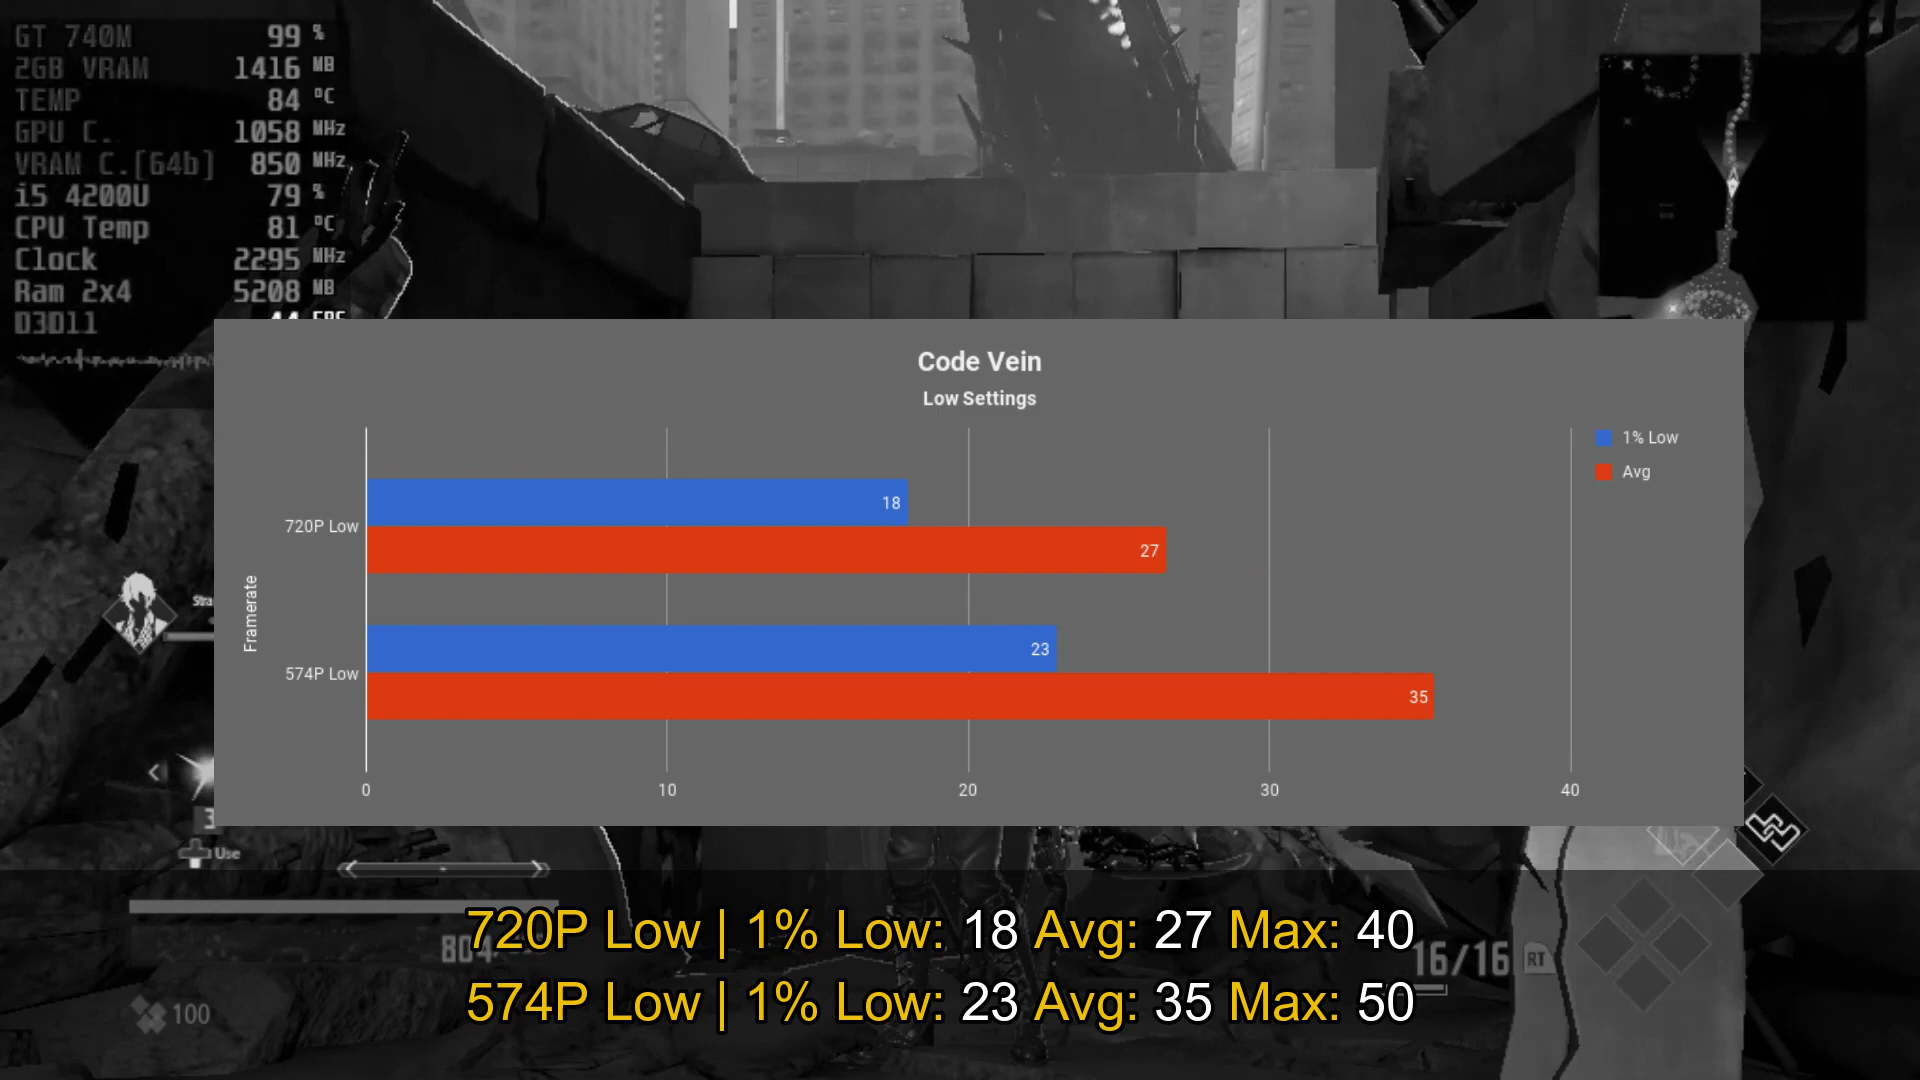 GT 740M 99 %
2GB VRAM 1416 MB
TEMP 84 °C
GPU C. 1058 MHz
VRAM C.[64b] 850 MHz
i5 4200U 79 %
CPU Temp 81 °C
Clock 2295 MHz
Ram 2x4 5208 MB
D3D11 44 FPS
Code Vein
Low Settings
1% Low
Avg
18
720P Low
27
Framerate
23
574P Low
35
0 10 20 30 40
Use
720P Low | 1% Low: 18 Avg: 27 Max: 40
804
16/16 RT
574P Low | 1% Low: 23 Avg: 35 Max: 50
100